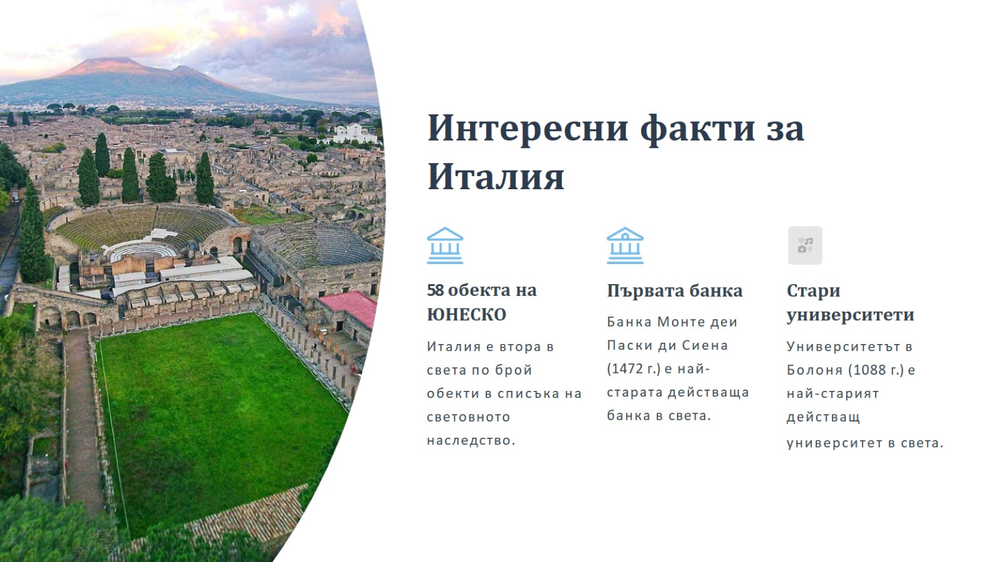 Интересни факти за
Италия
58 обекта на
ЮНЕСКО
Италия е втора в
света по брой
обекти в списъка на
световното
наследство.
Първата банка
Банка Монте деи
Паски ди Сиена
(1472 г.) е най-
старата действаща
банка в света.
Стари
университети
Университетът в
Болоня (1088 г.) е
най-старият
действащ
университет в света.